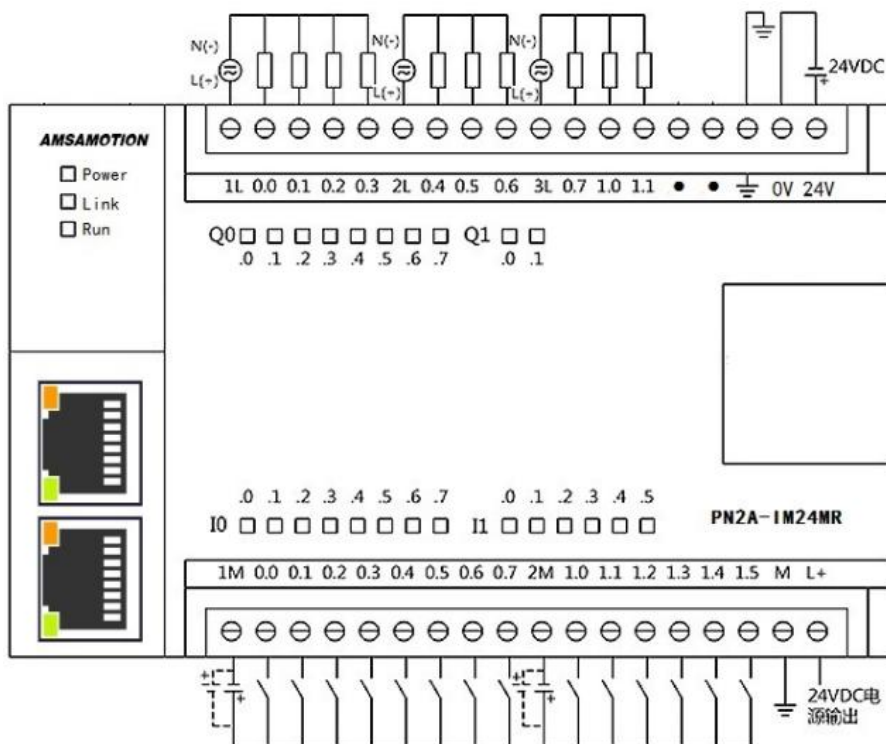 N(-) N(-) N(-)
L(+) L(+) L(+) 24VDC
+
AMSAMOTION
Power
Link
Run
1L 0.0 0.1 0.2 0.3 2L 0.4 0.5 0.6 3L 0.7 1.0 1.1 • • 0V 24V
Q0 Q1
.0 .1 .2 .3 .4 .5 .6 .7 .0 .1
.0 .1 .2 .3 .4 .5 .6 .7 .0 .1 .2 .3 .4 .5
I0 I1
PN2A-IM24MR
1M 0.0 0.1 0.2 0.3 0.4 0.5 0.6 0.7 2M 1.0 1.1 1.2 1.3 1.4 1.5 M L+
+ + + +
24VDC电
源输出